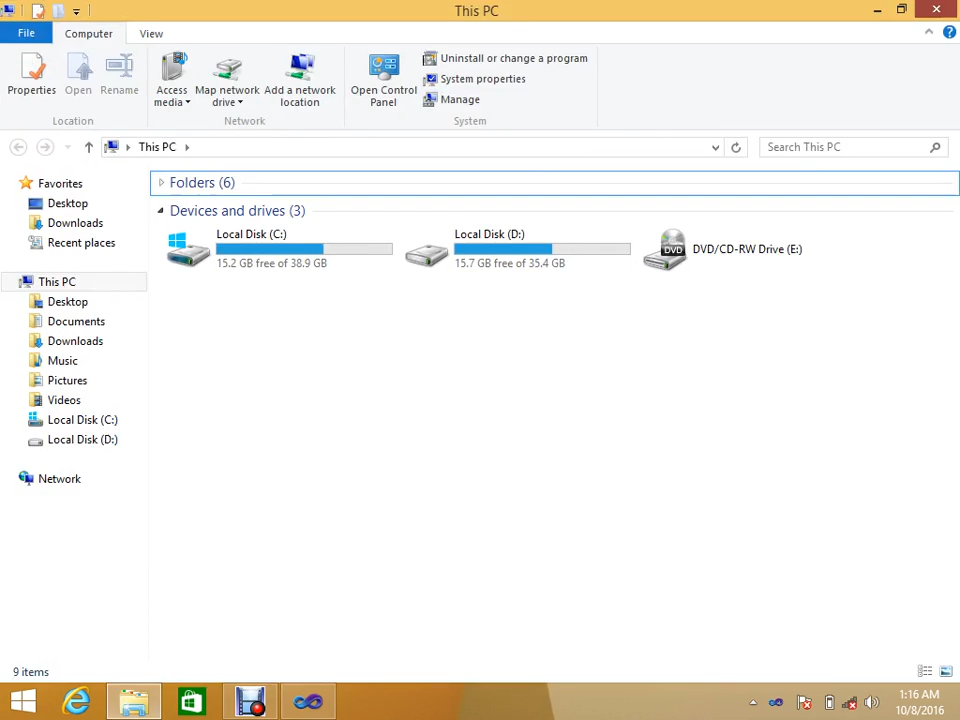 This PC
File
Computer
View
Properties
Open
Rename
Access media
Map network drive
Add a network location
Open Control Panel
Uninstall or change a program
System properties
Manage
Location
Network
System
This PC
Search This PC
Favorites
Desktop
Downloads
Recent places
This PC
Desktop
Documents
Downloads
Music
Pictures
Videos
Local Disk (C:)
Local Disk (D:)
Network
Folders (6)
Devices and drives (3)
Local Disk (C:)
15.2 GB free of 38.9 GB
Local Disk (D:)
15.7 GB free of 35.4 GB
DVD
DVD/CD-RW Drive (E:)
9 items
1:16 AM
10/8/2016